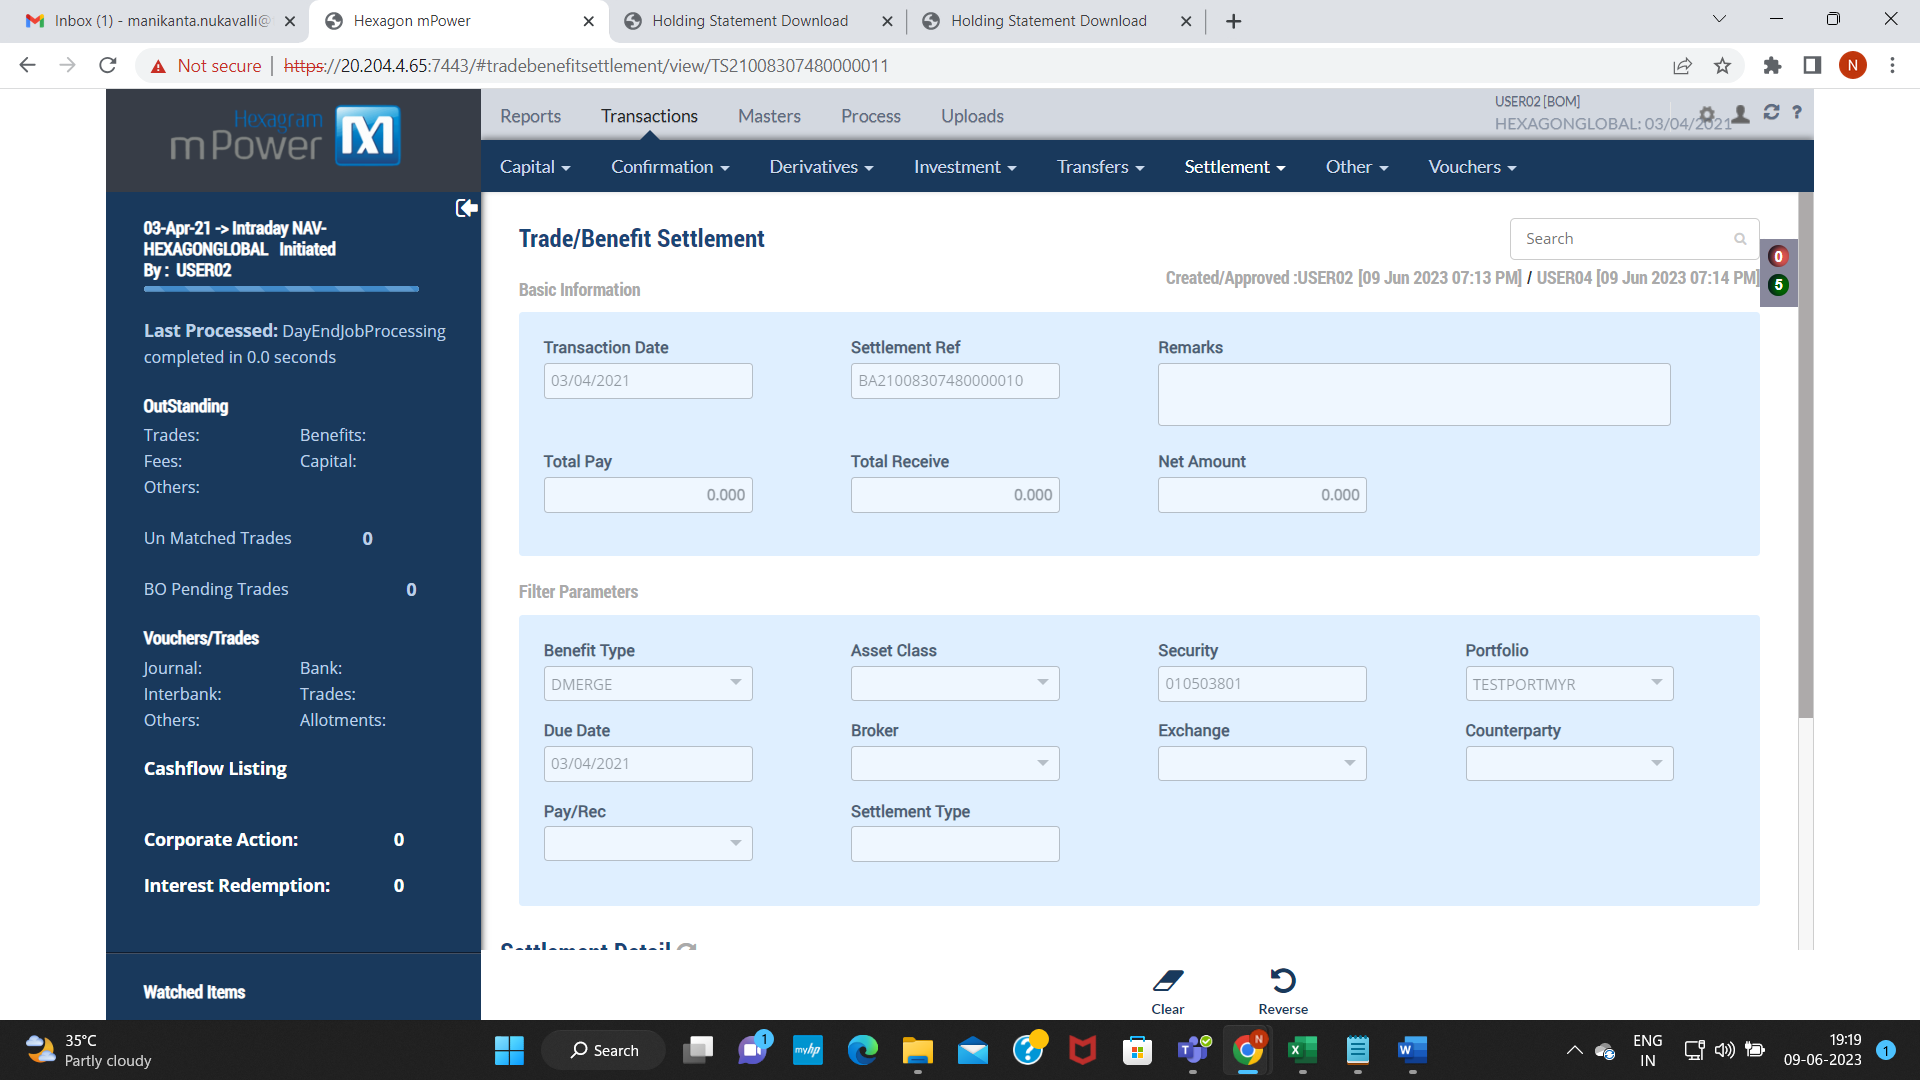 Inbox (1) - manikanta.nukavalli@
Hexagon mPower
Holding Statement Download
Holding Statement Download
Not secure
https://20.204.4.65:7443/#tradebenefitsettlement/view/TS21008307480000011
N
Hexagram
mPower
Reports Transactions Masters Process Uploads
USER02 [BOM]
HEXAGONGLOBAL: 03/04/2021
?
Capital Confirmation Derivatives Investment Transfers Settlement Other Vouchers
03-Apr-21 -> Intraday NAV-
HEXAGONGLOBAL Initiated
By : USER02
Last Processed: DayEndJobProcessing
completed in 0.0 seconds
OutStanding
Trades: Benefits:
Fees: Capital:
Others:
Un Matched Trades 0
BO Pending Trades 0
Vouchers/Trades
Journal: Bank:
Interbank: Trades:
Others: Allotments:
Cashflow Listing
Corporate Action: 0
Interest Redemption: 0
Watched Items
Trade/Benefit Settlement
Search
0
5
Created/Approved :USER02 [09 Jun 2023 07:13 PM] / USER04 [09 Jun 2023 07:14 PM]
Basic Information
Transaction Date Settlement Ref Remarks
03/04/2021 BA21008307480000010
Total Pay Total Receive Net Amount
0.000 0.000 0.000
Filter Parameters
Benefit Type Asset Class Security Portfolio
DMERGE 010503801 TESTPORTMYR
Due Date Broker Exchange Counterparty
03/04/2021
Pay/Rec Settlement Type
Settlement Detail
Clear Reverse
35°C
Partly cloudy
Search
1
myhp
N
ENG
IN
19:19
09-06-2023
1